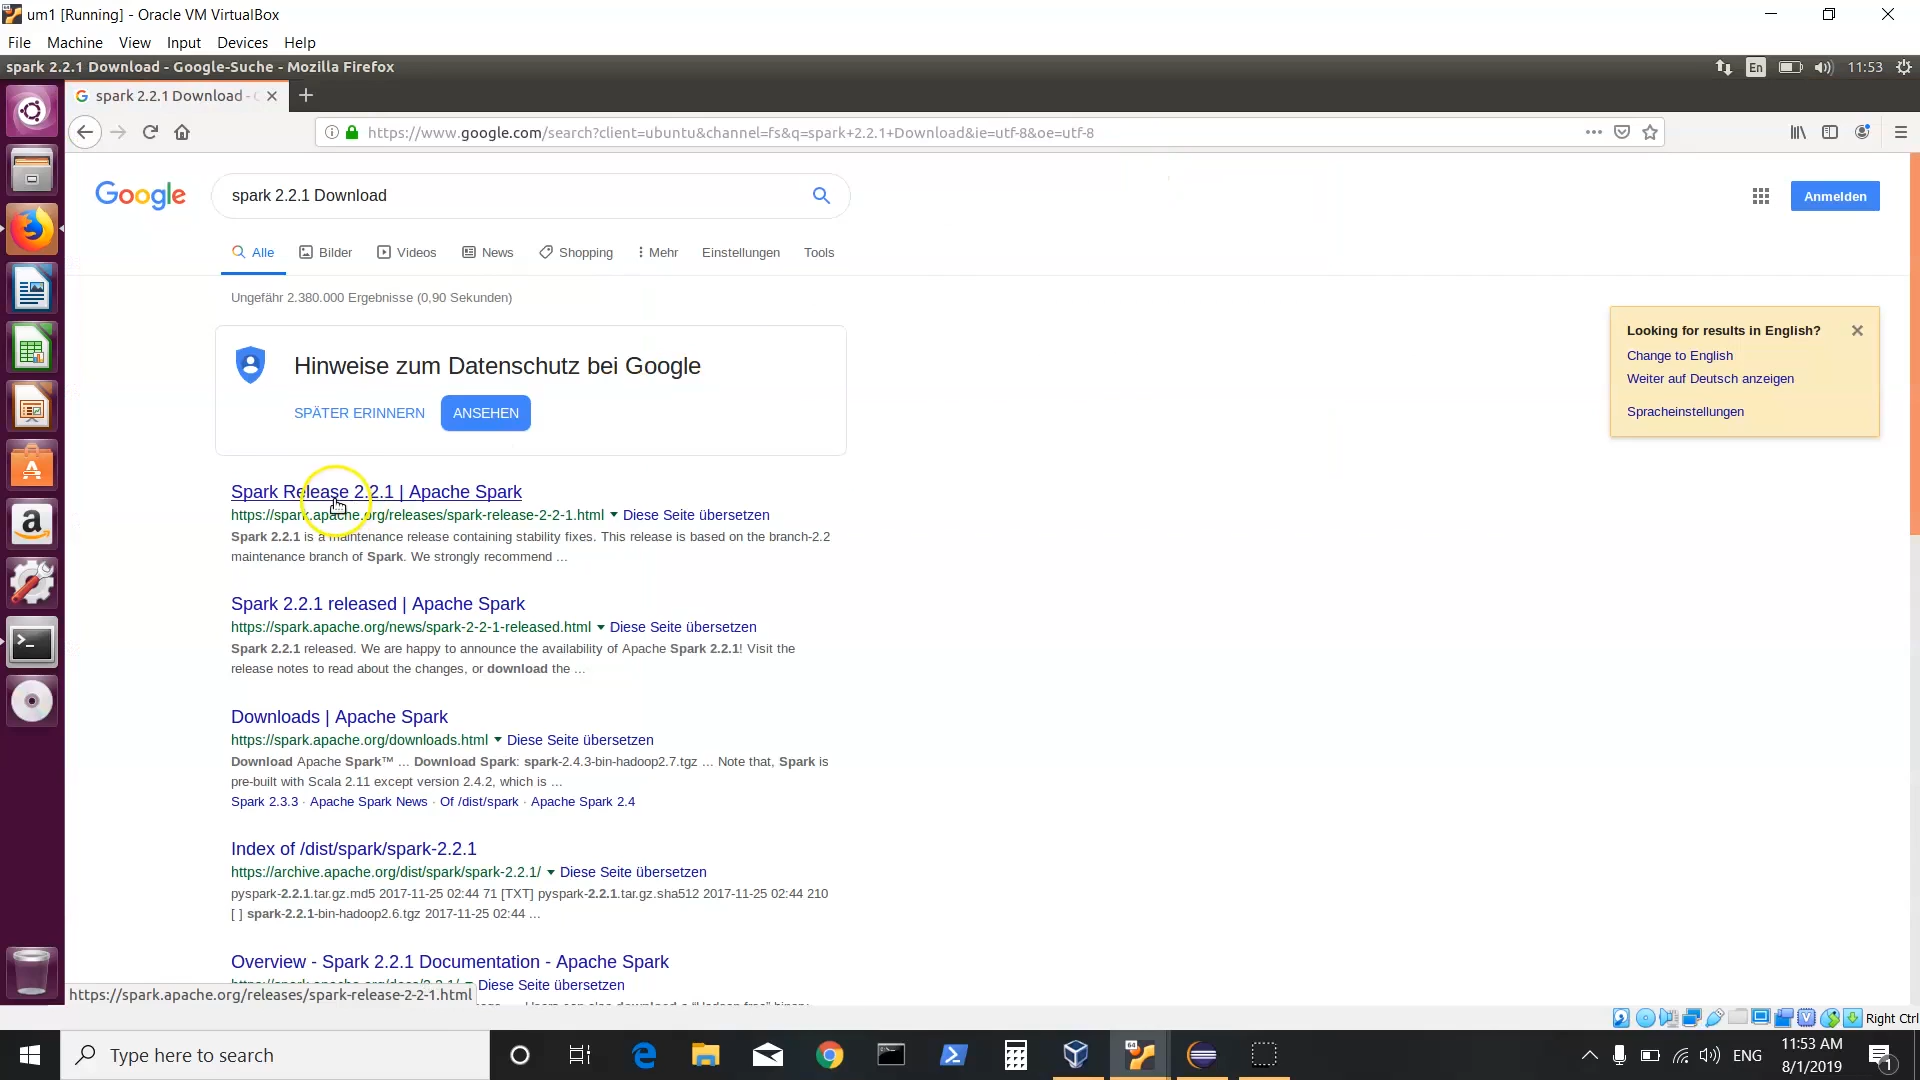 um1 [Running] - Oracle VM VirtualBox
File Machine View Input Devices Help
spark 2.2.1 Download - Google-Suche - Mozilla Firefox
En 11:53
spark 2.2.1 Download -
https://www.google.com/search?client=ubuntu&channel=fs&q=spark+2.2.1+Download&ie=utf-8&oe=utf-8
Google spark 2.2.1 Download Anmelden
Alle Bilder Videos News Shopping Mehr Einstellungen Tools
Ungefähr 2.380.000 Ergebnisse (0,90 Sekunden)
Hinweise zum Datenschutz bei Google
SPÄTER ERINNERN ANSEHEN
Looking for results in English?
Change to English
Weiter auf Deutsch anzeigen
Spracheinstellungen
Spark Release 2.2.1 | Apache Spark
https://spark.apache.org/releases/spark-release-2-2-1.html Diese Seite übersetzen
Spark 2.2.1 is a maintenance release containing stability fixes. This release is based on the branch-2.2
maintenance branch of Spark. We strongly recommend ...
Spark 2.2.1 released | Apache Spark
https://spark.apache.org/news/spark-2-2-1-released.html Diese Seite übersetzen
Spark 2.2.1 released. We are happy to announce the availability of Apache Spark 2.2.1! Visit the
release notes to read about the changes, or download the ...
Downloads | Apache Spark
https://spark.apache.org/downloads.html Diese Seite übersetzen
Download Apache Spark™ ... Download Spark: spark-2.4.3-bin-hadoop2.7.tgz ... Note that, Spark is
pre-built with Scala 2.11 except version 2.4.2, which is ...
Spark 2.3.3 · Apache Spark News · Of /dist/spark · Apache Spark 2.4
Index of /dist/spark/spark-2.2.1
https://archive.apache.org/dist/spark/spark-2.2.1/ Diese Seite übersetzen
pyspark-2.2.1.tar.gz.md5 2017-11-25 02:44 71 [TXT] pyspark-2.2.1.tar.gz.sha512 2017-11-25 02:44 210
[ ] spark-2.2.1-bin-hadoop2.6.tgz 2017-11-25 02:44 ...
Overview - Spark 2.2.1 Documentation - Apache Spark
Diese Seite übersetzen
https://spark.apache.org/releases/spark-release-2-2-1.html
Right Ctrl
Type here to search
64
ENG
11:53 AM
8/1/2019
1